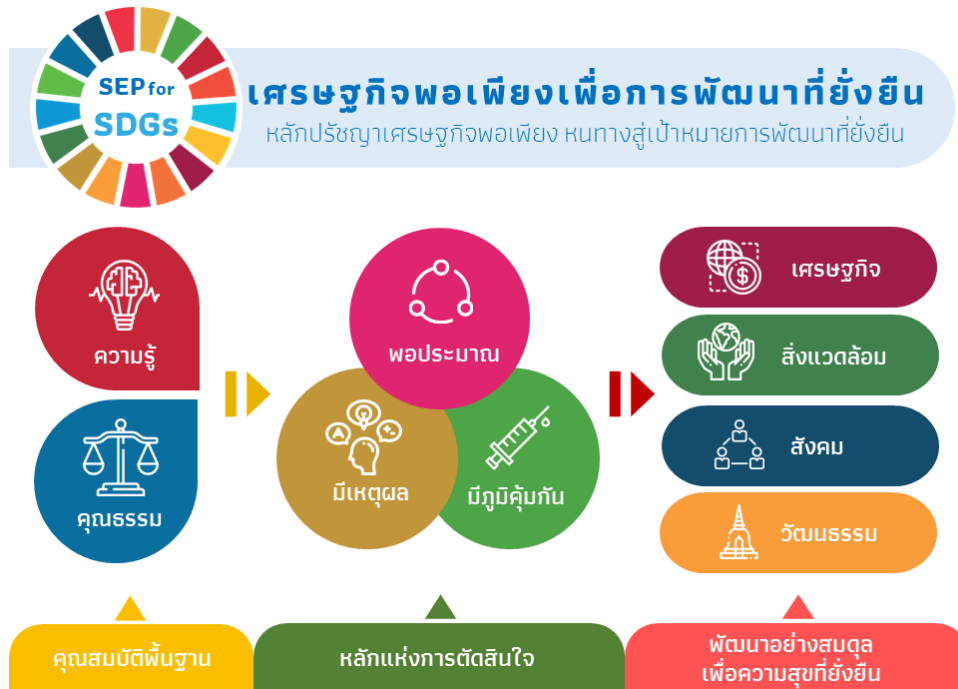 SEP for
SDGs
เศรษฐกิจพอเพียงเพื่อการพัฒนาที่ยั่งยืน
หลักปรัชญาเศรษฐกิจพอเพียง หนทางสู่เป้าหมายการพัฒนาที่ยั่งยืน
ความรู้
คุณธรรม
พอประมาณ
มีเหตุผล
มีภูมิคุ้มกัน
เศรษฐกิจ
สิ่งแวดล้อม
สังคม
วัฒนธรรม
คุณสมบัติพื้นฐาน
หลักแห่งการตัดสินใจ
พัฒนาอย่างสมดุล
เพื่อความสุขที่ยั่งยืน